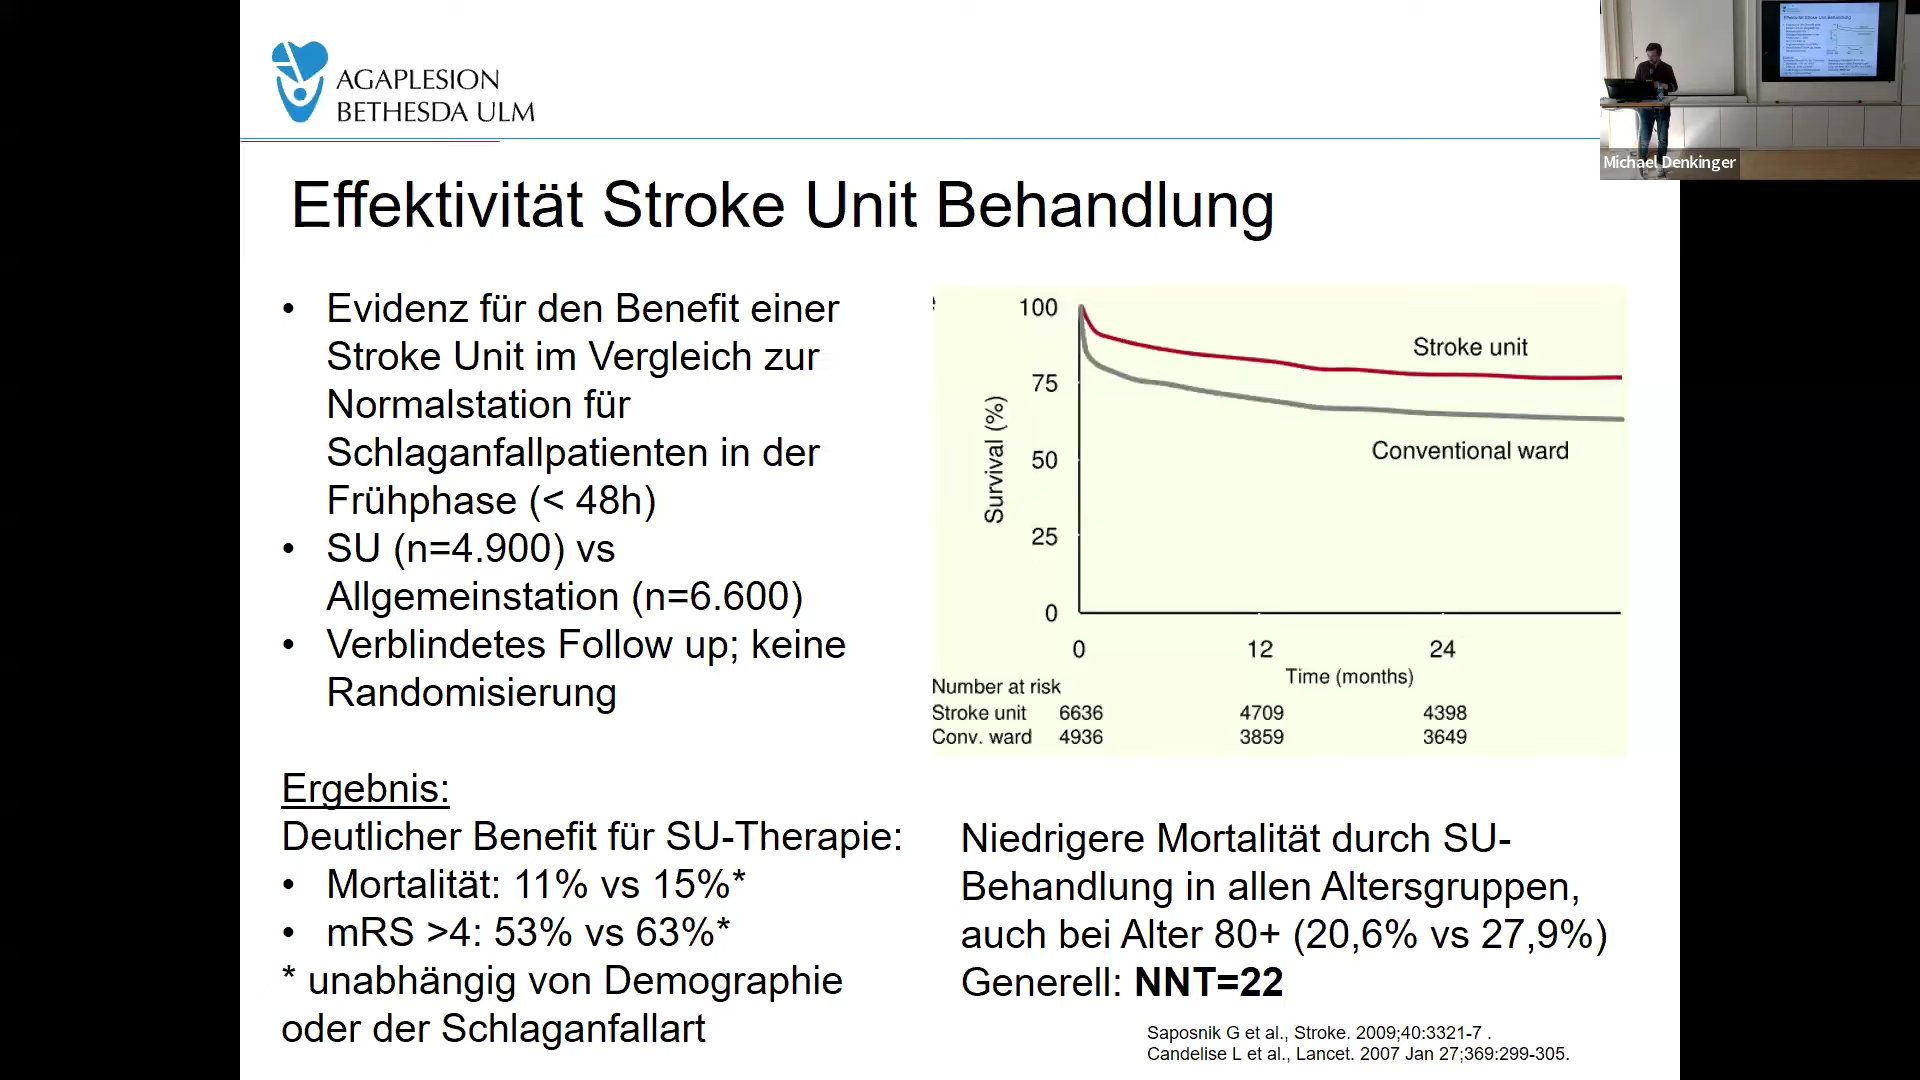 AGAPLESION
BETHESDA ULM
Michael Denkinger
Effektivität Stroke Unit Behandlung
• Evidenz für den Benefit einer
Stroke Unit im Vergleich zur
Normalstation für
Schlaganfallpatienten in der
Frühphase (< 48h)
• SU (n=4.900) vs
Allgemeinstation (n=6.600)
• Verblindetes Follow up; keine
Randomisierung
Ergebnis:
Deutlicher Benefit für SU-Therapie:
• Mortalität: 11% vs 15%*
• mRS >4: 53% vs 63%*
* unabhängig von Demographie
oder der Schlaganfallart
Survival (%)
100
75
50
25
0
Stroke unit
Conventional ward
0 12 24
Time (months)
Number at risk
Stroke unit 6636 4709 4398
Conv. ward 4936 3859 3649
Niedrigere Mortalität durch SU-
Behandlung in allen Altersgruppen,
auch bei Alter 80+ (20,6% vs 27,9%)
Generell: NNT=22
Saposnik G et al., Stroke. 2009;40:3321-7 .
Candelise L et al., Lancet. 2007 Jan 27;369:299-305.